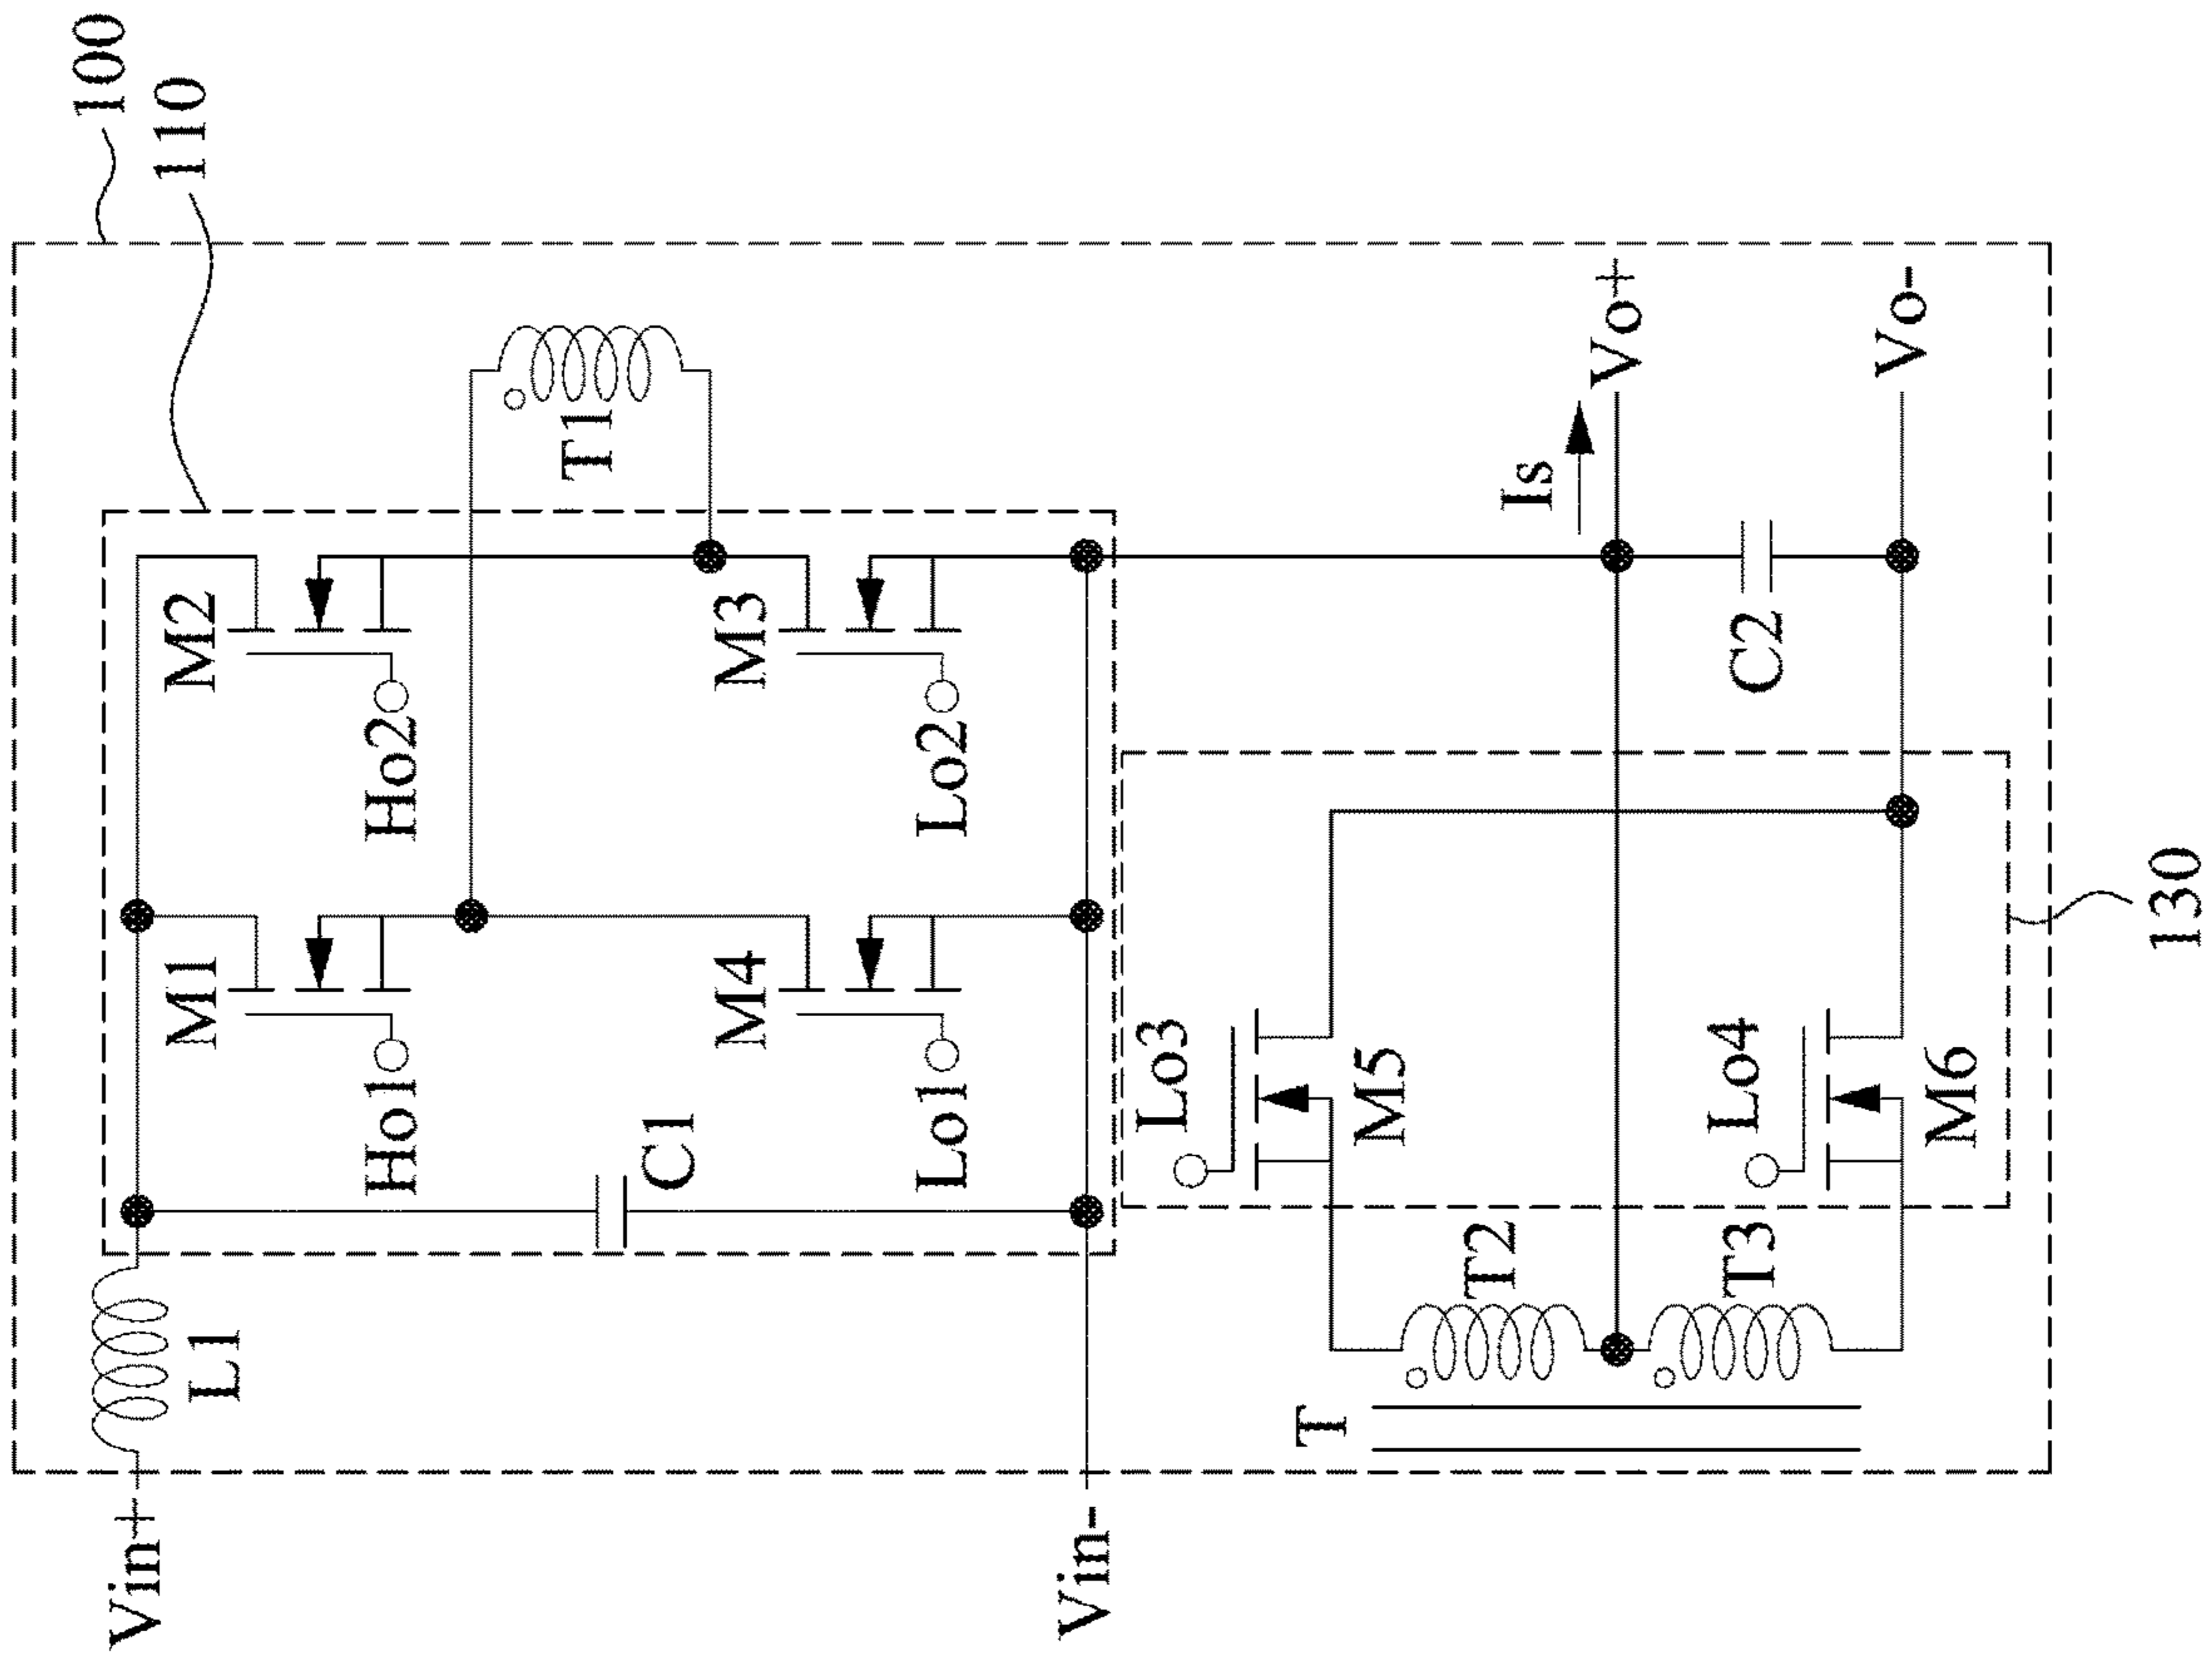 100
110
Vin+
L1
M1
Ho1
M2
Ho2
T1
C1
M4
Lo1
M3
Lo2
Vin-
Lo3
M5
Is
Vo+
T
T2
T3
C2
Lo4
M6
Vo-
130